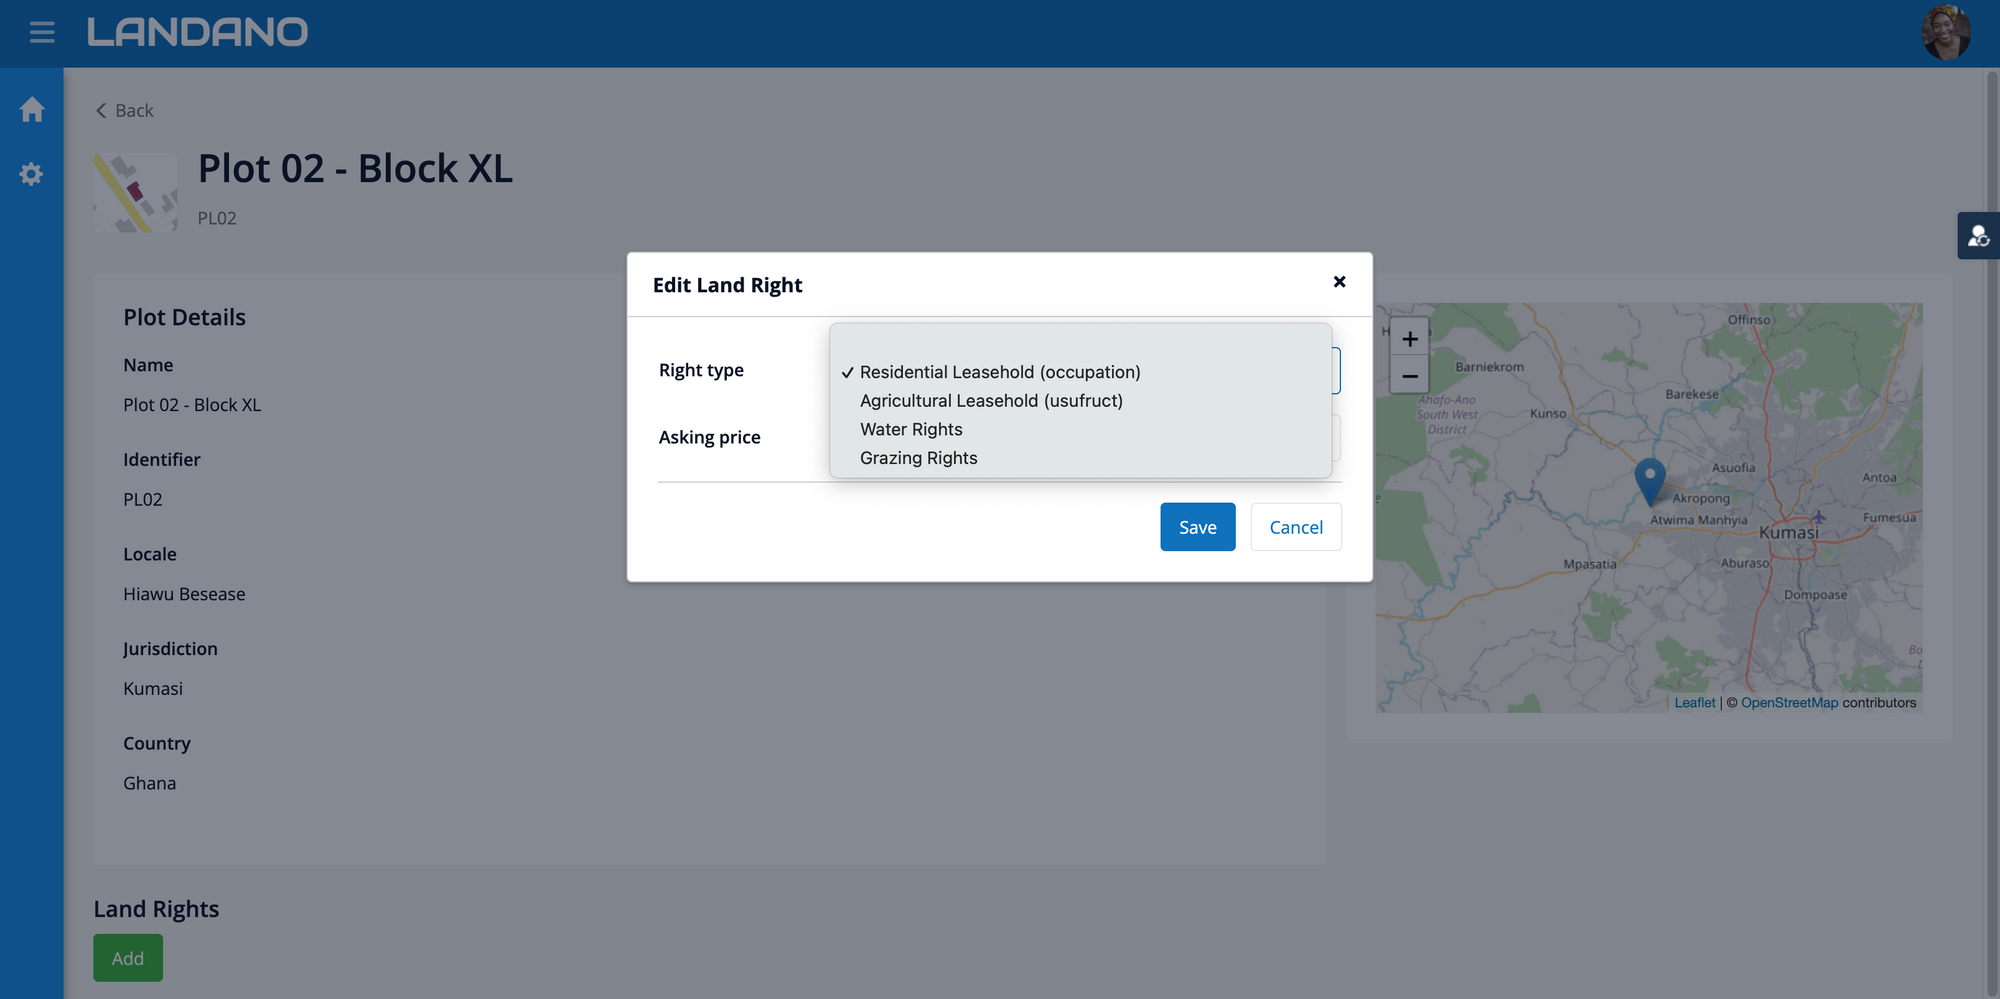 LANDANO
Back
Plot 02 - Block XL
PL02
Edit Land Right
Right type
Residential Leasehold (occupation)
Agricultural Leasehold (usufruct)
Water Rights
Grazing Rights
Asking price
Save
Cancel
Plot Details
Name
Plot 02 - Block XL
Identifier
PL02
Locale
Hiawu Besease
Jurisdiction
Kumasi
Country
Ghana
+
−
Offinso
Barniekrom
Barekese
Ahafo-Ano
South West
District
Kunso
Asuofia
Antoa
Akropong
Atwima Manhyia
Fumesua
Kumasi
Mpasatia
Aburaso
Dompoase
Leaflet | © OpenStreetMap contributors
Land Rights
Add